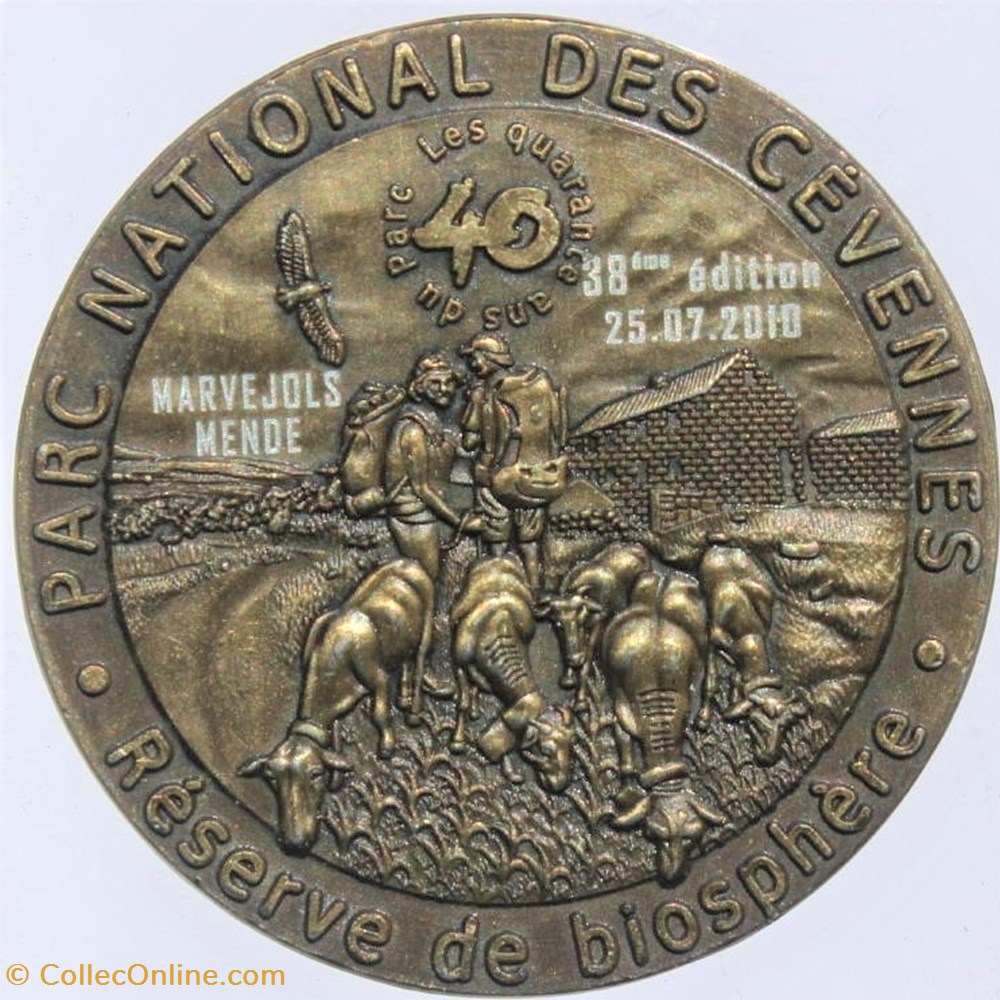 PARC NATIONAL DES CÉVENNES
Les quarante ans du Parc
40
38ème édition
25.07.2010
MARVEJOLS
MENDE
Réserve de biosphère
© CollecOnline.com